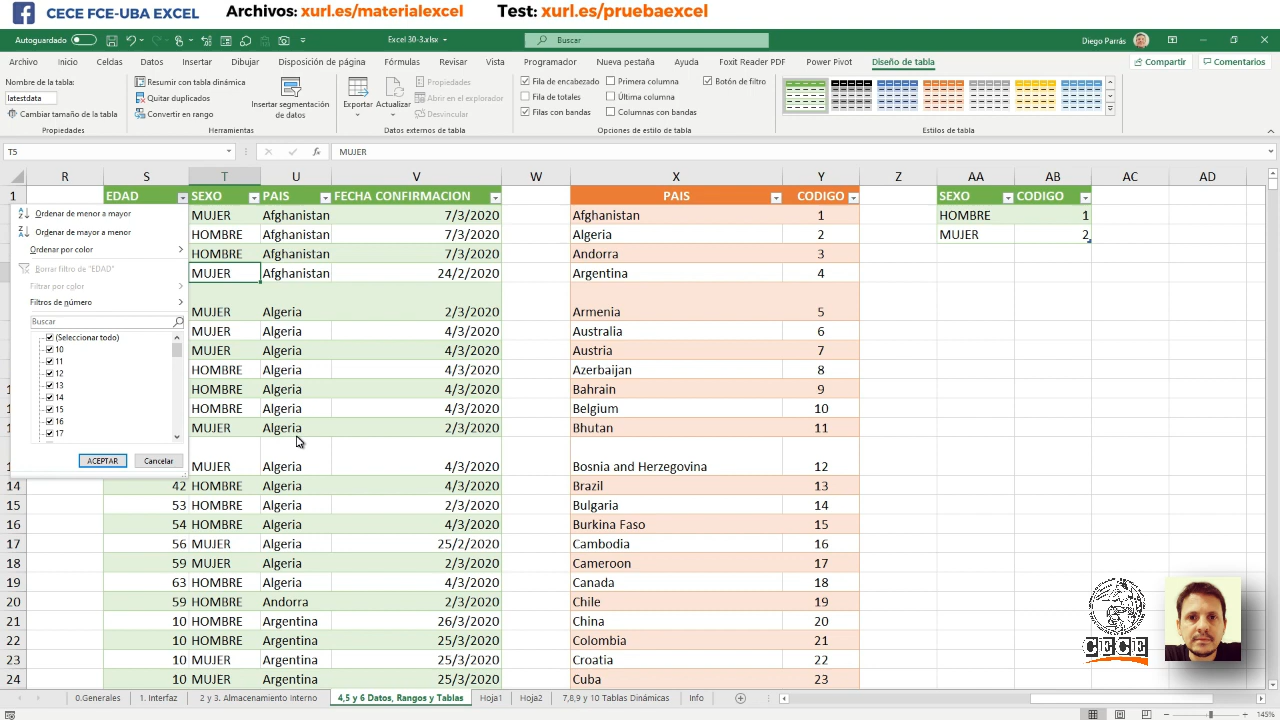 CECE FCE-UBA EXCEL Archivos: xurl.es/materialexcel Test: xurl.es/pruebaexcel
Autoguardado Excel 30-3.xlsx Buscar Diego Parrás
Archivo Inicio Celdas Datos Insertar Dibujar Disposición de página Fórmulas Revisar Vista Programador Nueva pestaña Ayuda Foxit Reader PDF Power Pivot Diseño de tabla Compartir Comentarios
Nombre de la tabla: Resumir con tabla dinámica Propiedades Fila de encabezado Primera columna Botón de filtro
latestdata Quitar duplicados Insertar segmentación de datos Exportar Actualizar Abrir en el explorador Fila de totales Última columna
Cambiar tamaño de la tabla Convertir en rango Desvincular Filas con bandas Columnas con bandas
Propiedades Herramientas Datos externos de tabla Opciones de estilo de tabla Estilos de tabla
T5 MUJER
R S T U V W X Y Z AA AB AC AD
1 EDAD SEXO PAIS FECHA CONFIRMACION PAIS CODIGO SEXO CODIGO
Ordenar de menor a mayor MUJER Afghanistan 7/3/2020 Afghanistan 1 HOMBRE 1
Ordenar de mayor a menor HOMBRE Afghanistan 7/3/2020 Algeria 2 MUJER 2
Ordenar por color HOMBRE Afghanistan 7/3/2020 Andorra 3
Borrar filtro de "EDAD" MUJER Afghanistan 24/2/2020 Argentina 4
Filtrar por color
Filtros de número MUJER Algeria 2/3/2020 Armenia 5
Buscar MUJER Algeria 4/3/2020 Australia 6
(Seleccionar todo)
10 MUJER Algeria 4/3/2020 Austria 7
11
12 HOMBRE Algeria 4/3/2020 Azerbaijan 8
13 HOMBRE Algeria 4/3/2020 Bahrain 9
14
15 HOMBRE Algeria 4/3/2020 Belgium 10
16
17 MUJER Algeria 2/3/2020 Bhutan 11
ACEPTAR Cancelar MUJER Algeria 4/3/2020 Bosnia and Herzegovina 12
14 42 HOMBRE Algeria 4/3/2020 Brazil 13
15 53 HOMBRE Algeria 2/3/2020 Bulgaria 14
16 54 HOMBRE Algeria 4/3/2020 Burkina Faso 15
17 56 MUJER Algeria 25/2/2020 Cambodia 16
18 59 MUJER Algeria 2/3/2020 Cameroon 17
19 63 HOMBRE Algeria 4/3/2020 Canada 18
20 59 HOMBRE Andorra 2/3/2020 Chile 19
21 10 HOMBRE Argentina 26/3/2020 China 20
22 10 HOMBRE Argentina 25/3/2020 Colombia 21
23 10 MUJER Argentina 25/3/2020 Croatia 22
24 10 MUJER Argentina 25/3/2020 Cuba 23
CECE
0.Generales 1. Interfaz 2 y 3. Almacenamiento Interno 4,5 y 6 Datos, Rangos y Tablas Hoja1 Hoja2 7,8,9 y 10 Tablas Dinámicas Info
145%